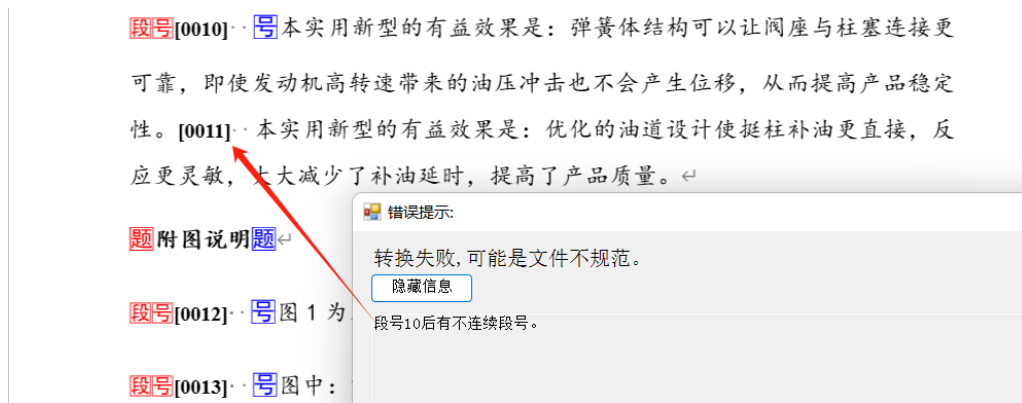 段号[0010]·· 号本实用新型的有益效果是：弹簧体结构可以让阀座与柱塞连接更
可靠，即使发动机高转速带来的油压冲击也不会产生位移，从而提高产品稳定
性。[0011]·· 本实用新型的有益效果是：优化的油道设计使挺柱补油更直接，反
应更灵敏，大大减少了补油延时，提高了产品质量。↵
题附图说明题↵
段号[0012]·· 号图 1 为
段号[0013]·· 号图中：
错误提示:
转换失败,可能是文件不规范。
隐藏信息
段号10后有不连续段号。